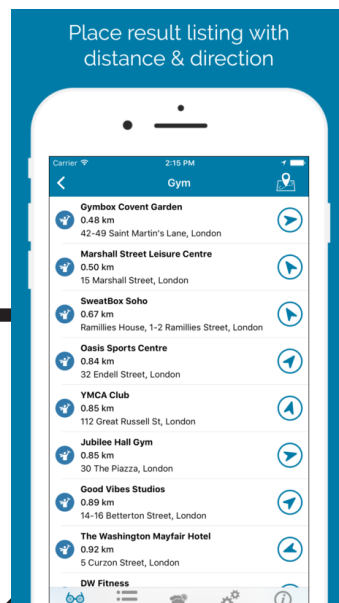 Place result listing with
distance & direction
Carrier
2:15 PM
Gym
Gymbox Covent Garden
0.48 km
42-49 Saint Martin's Lane, London
Marshall Street Leisure Centre
0.50 km
15 Marshall Street, London
SweatBox Soho
0.67 km
Ramillies House, 1-2 Ramillies Street, London
Oasis Sports Centre
0.84 km
32 Endell Street, London
YMCA Club
0.85 km
112 Great Russell St, London
Jubilee Hall Gym
0.85 km
30 The Piazza, London
Good Vibes Studios
0.89 km
14-16 Betterton Street, London
The Washington Mayfair Hotel
0.92 km
5 Curzon Street, London
DW Fitness